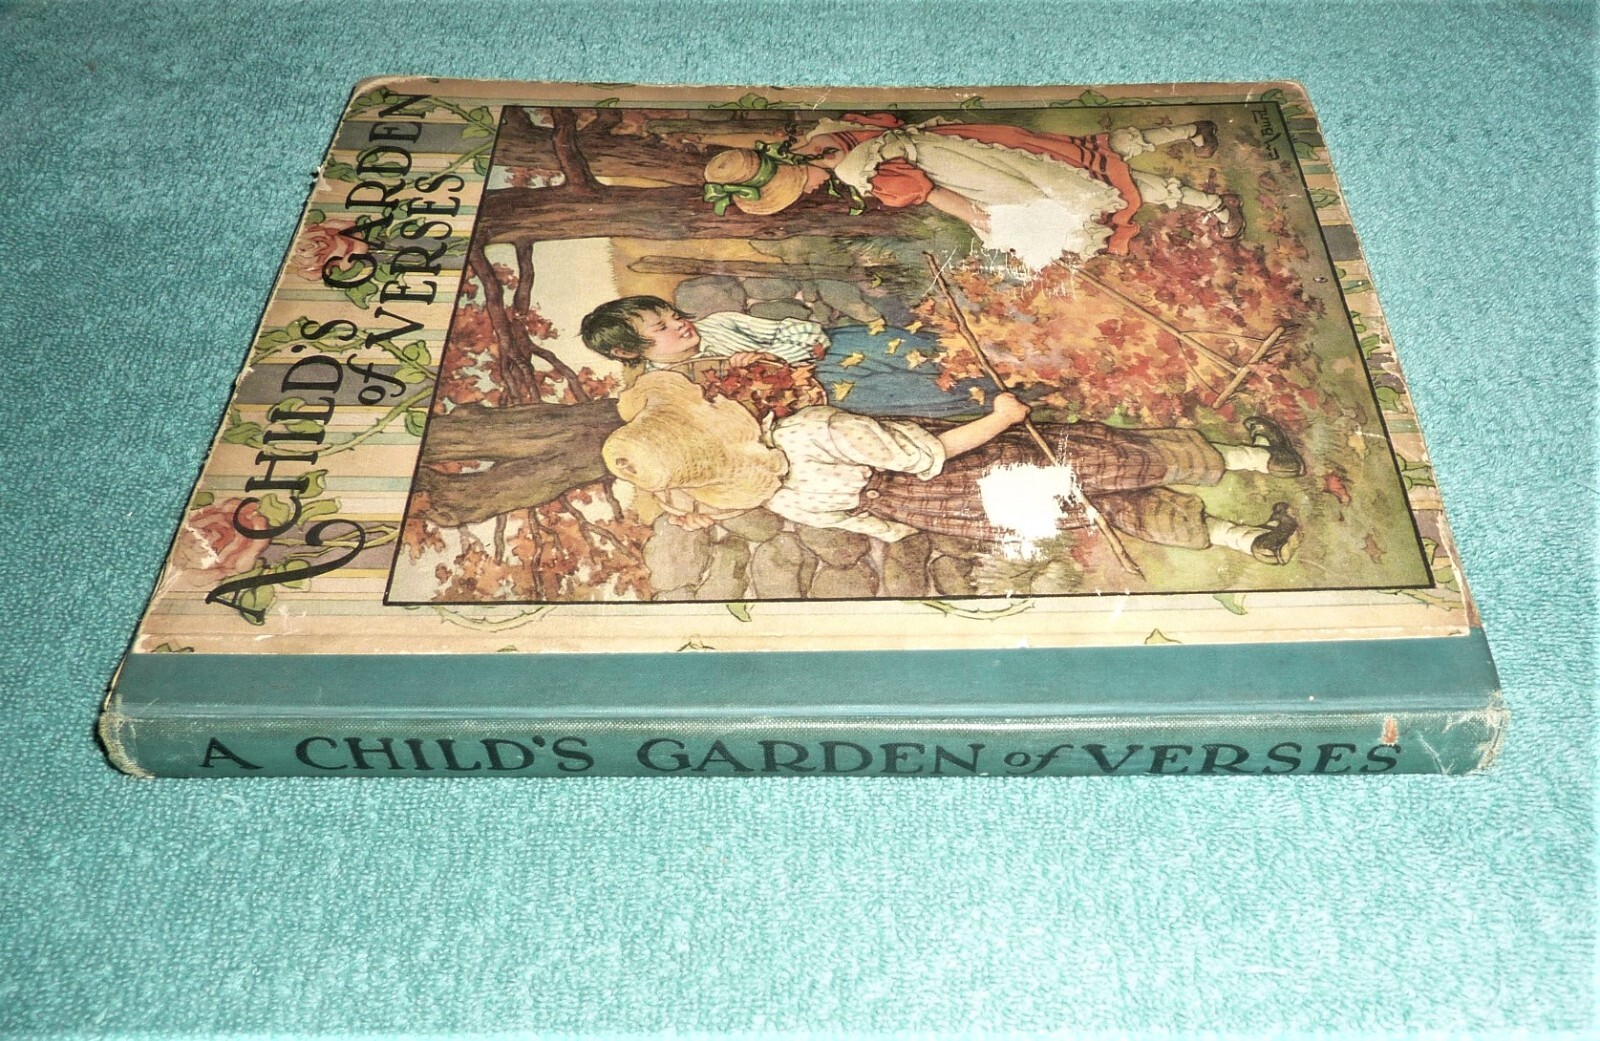 A CHILD'S GARDEN
of VERSES
A CHILD'S GARDEN of VERSES